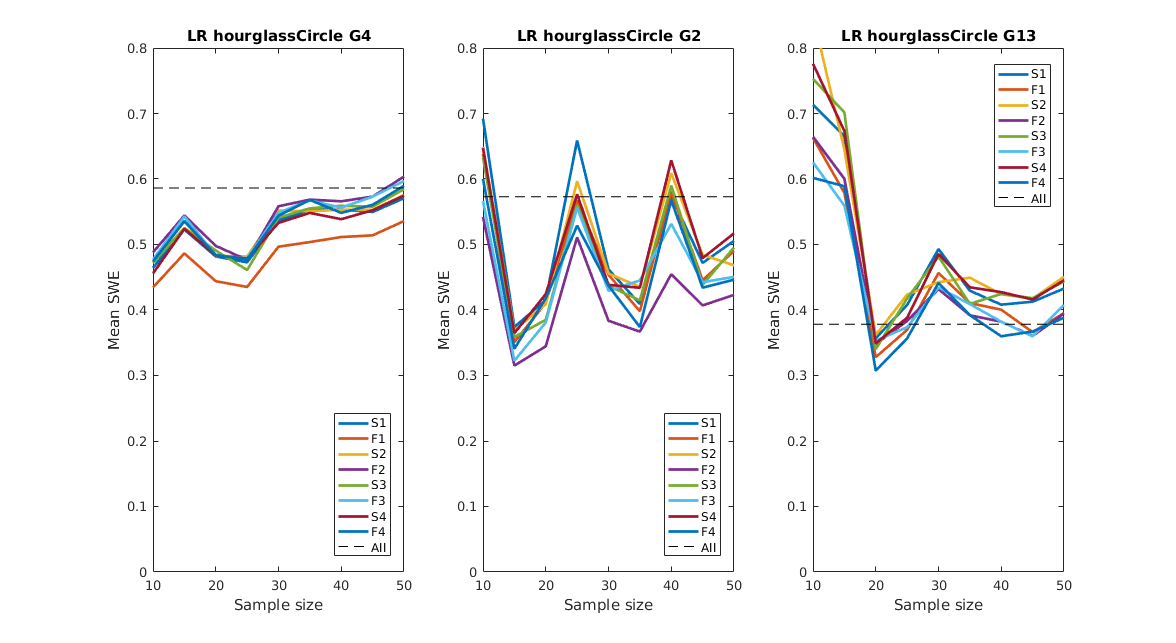 LR hourglassCircle G4
0.8
0.7
0.6
0.5
0.4
0.3
0.2
0.1
0
Mean SWE
10
20
30
40
50
Sample size
S1
F1
S2
F2
S3
F3
S4
F4
All
LR hourglassCircle G2
0.8
0.7
0.6
0.5
0.4
0.3
0.2
0.1
0
Mean SWE
10
20
30
40
50
Sample size
S1
F1
S2
F2
S3
F3
S4
F4
All
LR hourglassCircle G13
0.8
0.7
0.6
0.5
0.4
0.3
0.2
0.1
0
Mean SWE
10
20
30
40
50
Sample size
S1
F1
S2
F2
S3
F3
S4
F4
All